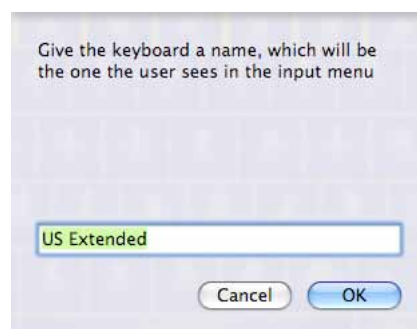 Give the keyboard a name, which will be
the one the user sees in the input menu
US Extended
Cancel
OK